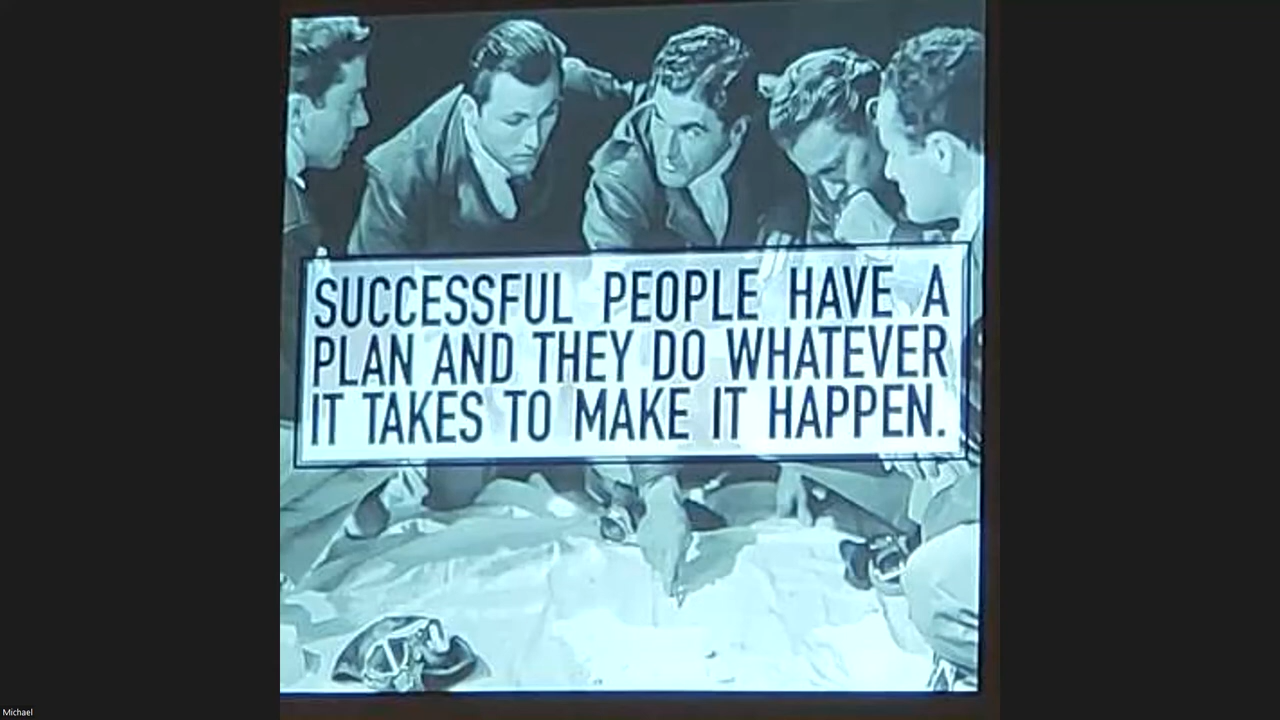 SUCCESSFUL PEOPLE HAVE A
PLAN AND THEY DO WHATEVER
IT TAKES TO MAKE IT HAPPEN.
Michael